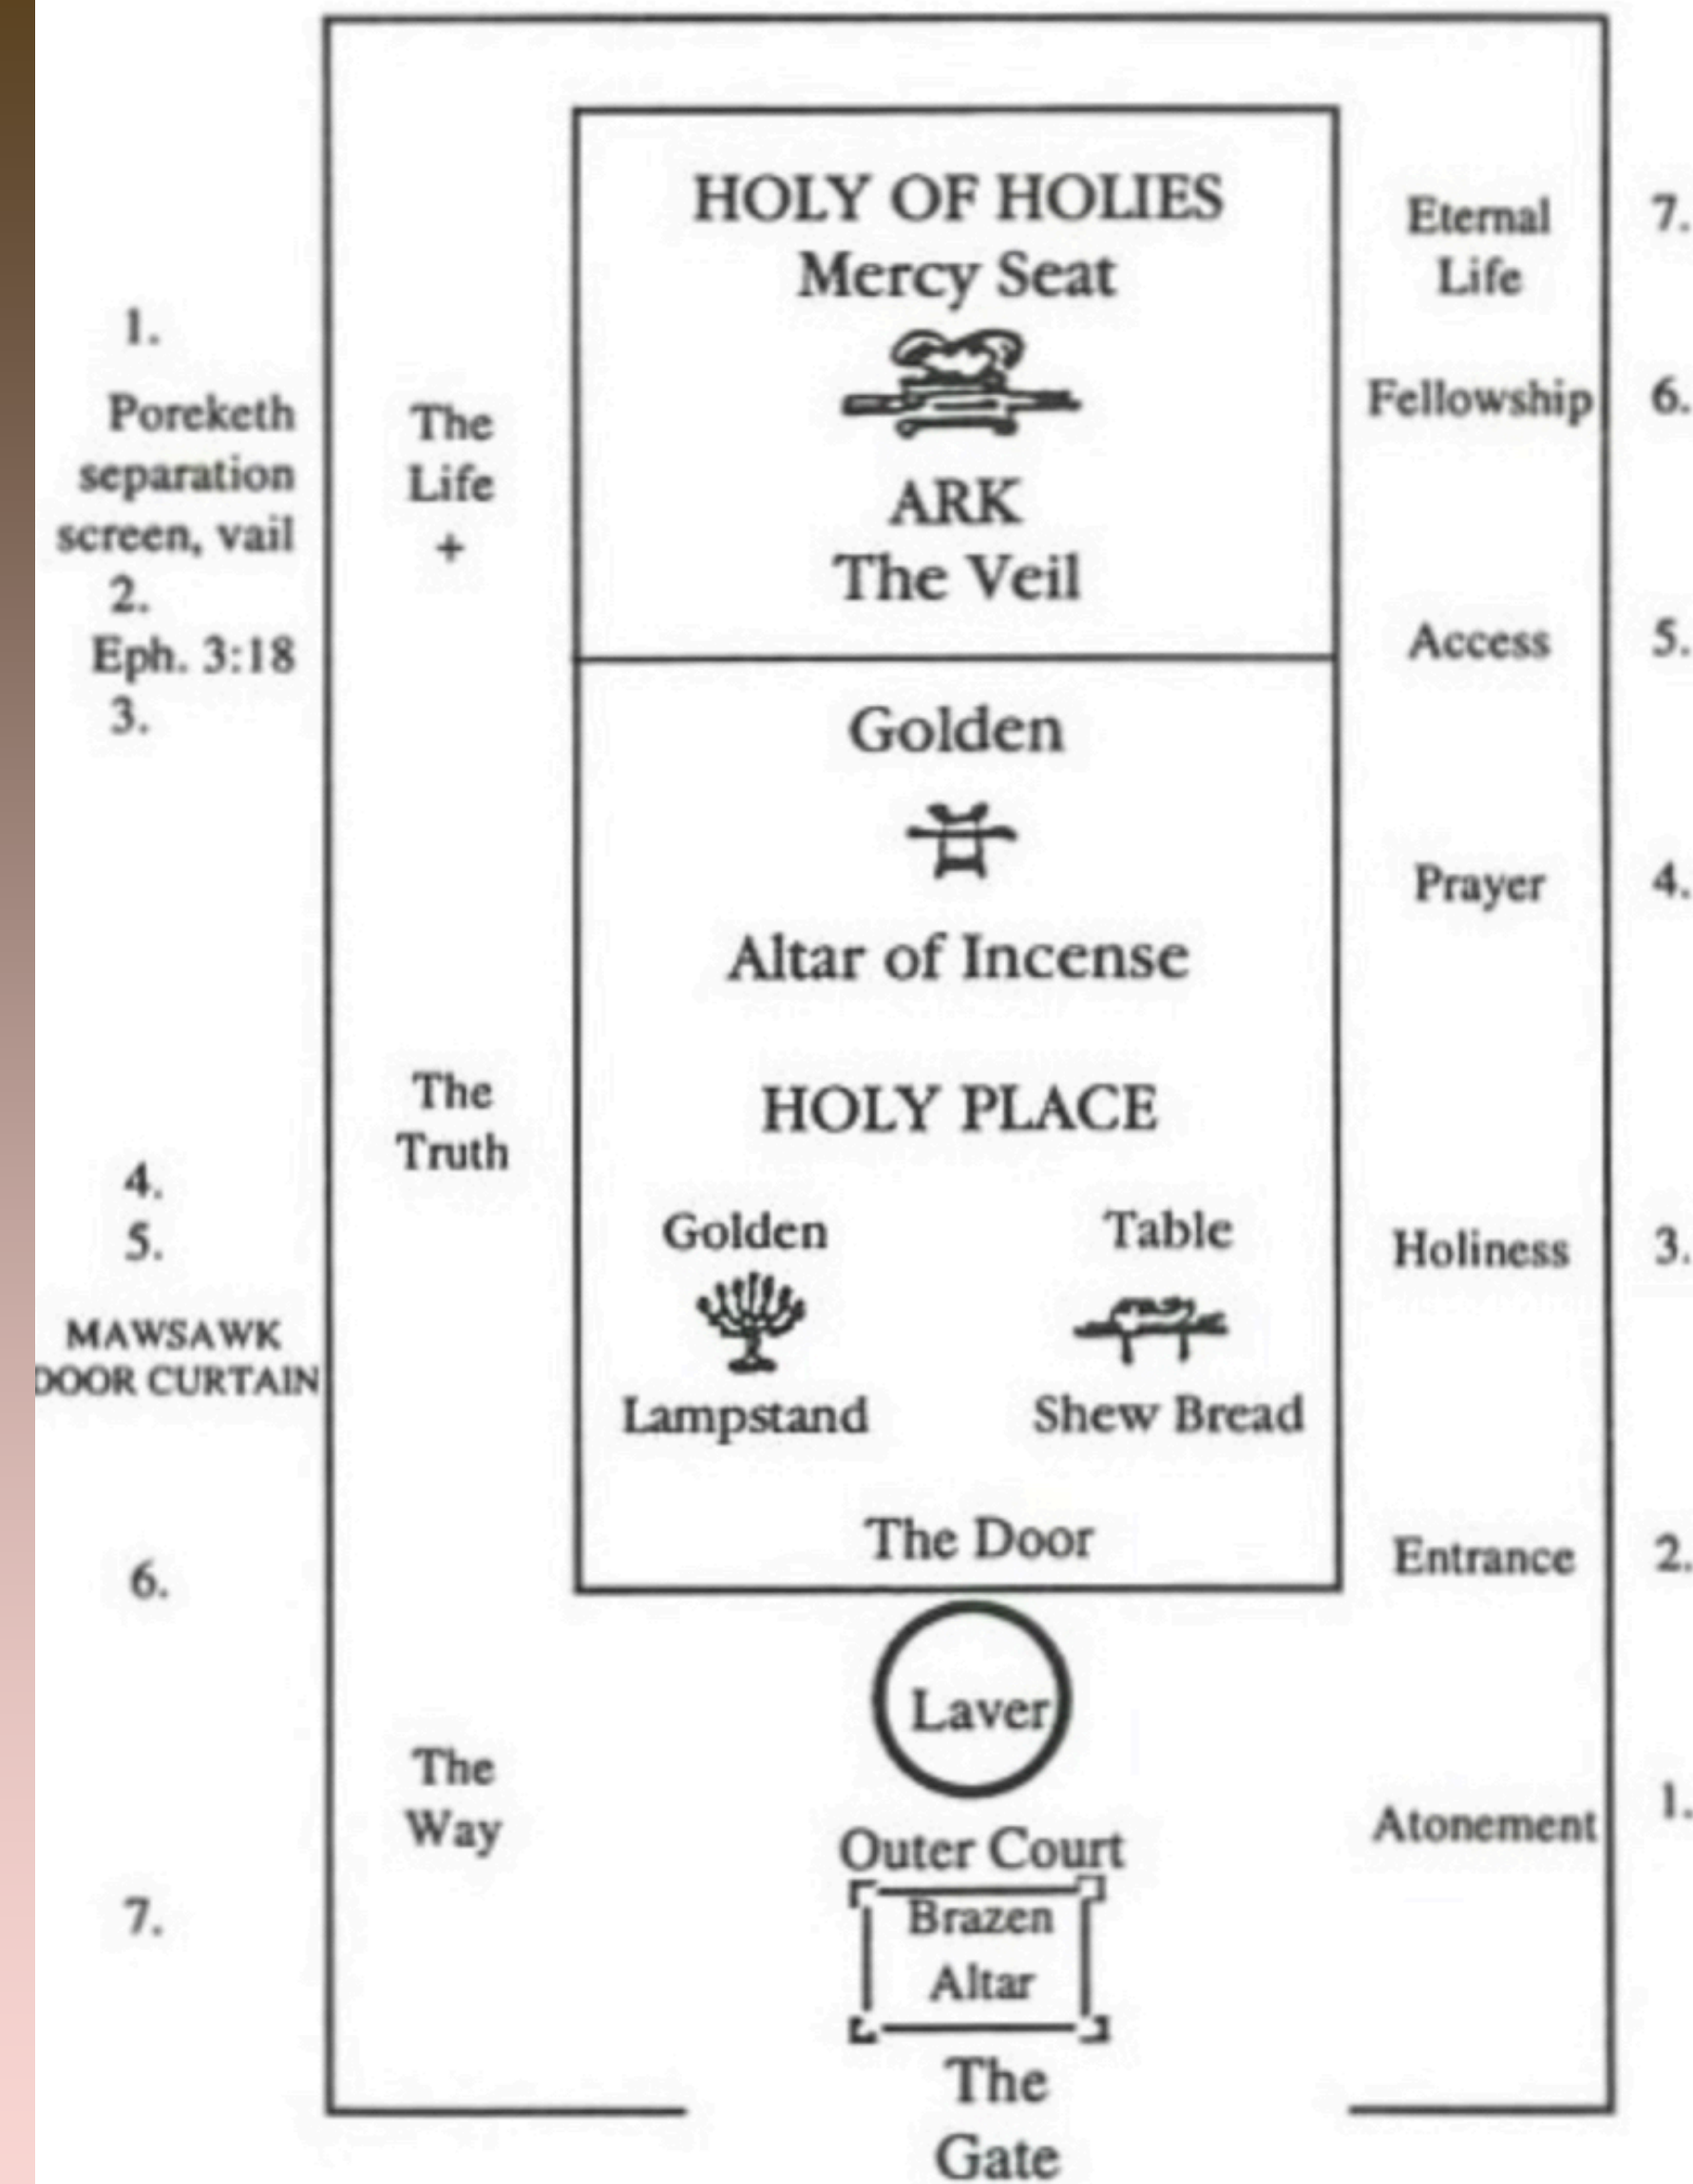 HOLY OF HOLIES
Mercy Seat
ARK
The Veil
Golden
Altar of Incense
HOLY PLACE
Golden
Lampstand
Table
Shew Bread
The Door
Laver
Outer Court
Brazen
Altar
The
Gate
1.
Poreketh
separation
screen, vail
2.
Eph. 3:18
3.
4.
5.
MAWSAWK
DOOR CURTAIN
6.
7.
The
Life
+
The
Truth
The
Way
Eternal
Life
7.
Fellowship
6.
Access
5.
Prayer
4.
Holiness
3.
Entrance
2.
Atonement
1.